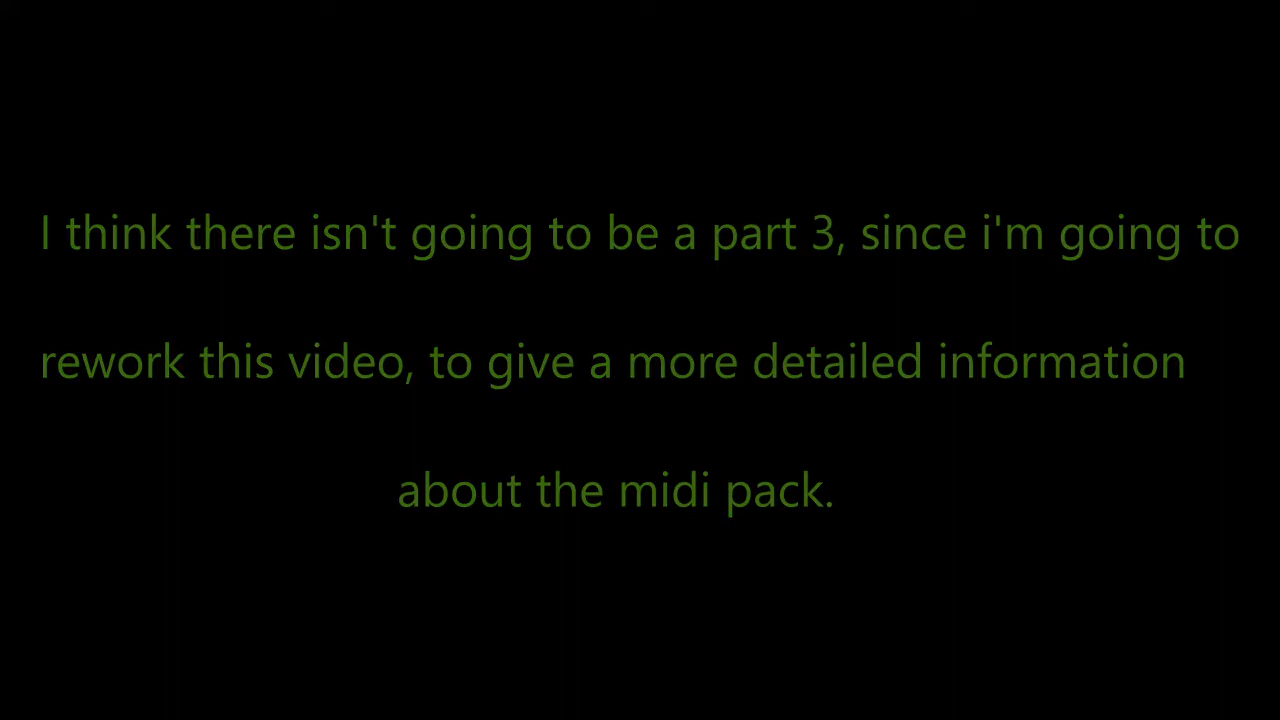 I think there isn't going to be a part 3, since i'm going to
rework this video, to give a more detailed information
about the midi pack.